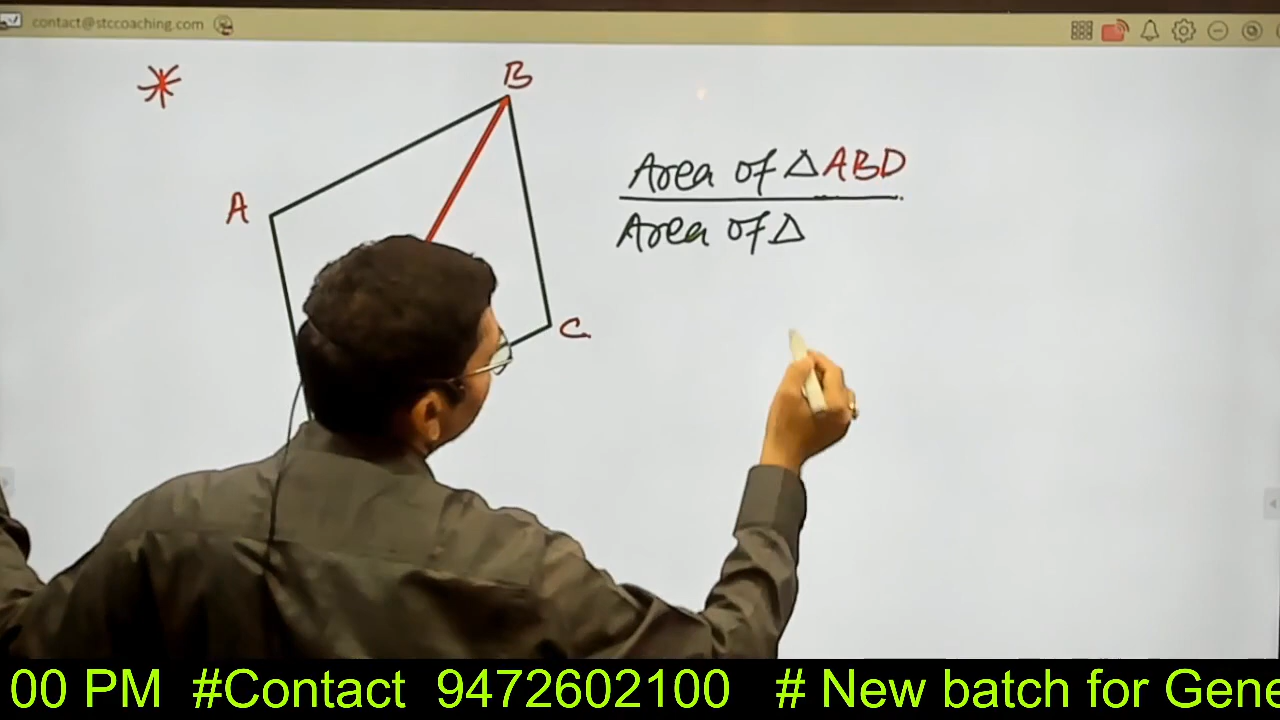 contact@stccoaching.com
B
A
C
Area of △ABD
Area of △
00 PM #Contact 9472602100 # New batch for Gene